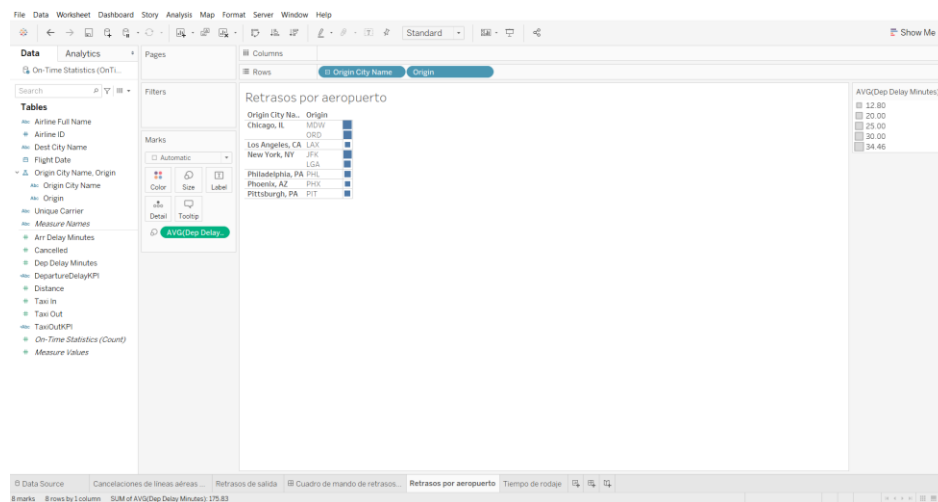 File Data Worksheet Dashboard Story Analysis Map Format Server Window Help
Standard
Show Me
Data Analytics
On-Time Statistics (OnTi...
Search
Tables
Abc Airline Full Name
Airline ID
Abc Dest City Name
Flight Date
Origin City Name, Origin
Abc Origin City Name
Abc Origin
Abc Unique Carrier
Abc Measure Names
Arr Delay Minutes
Cancelled
Dep Delay Minutes
DepartureDelayKPI
Distance
Taxi In
Taxi Out
TaxiOutKPI
On-Time Statistics (Count)
Measure Values
Pages
Filters
Marks
Automatic
Color Size Label
Detail Tooltip
AVG(Dep Delay..
Columns
Rows Origin City Name Origin
Retrasos por aeropuerto
Origin City Na.. Origin
Chicago, IL MDW
ORD
Los Angeles, CA LAX
New York, NY JFK
LGA
Philadelphia, PA PHL
Phoenix, AZ PHX
Pittsburgh, PA PIT
AVG(Dep Delay Minutes)
12.80
20.00
25.00
30.00
34.46
Data Source Cancelaciones de líneas aéreas ... Retrasos de salida Cuadro de mando de retrasos... Retrasos por aeropuerto Tiempo de rodaje
8 marks 8 rows by 1 column SUM of AVG(Dep Delay Minutes): 175.83